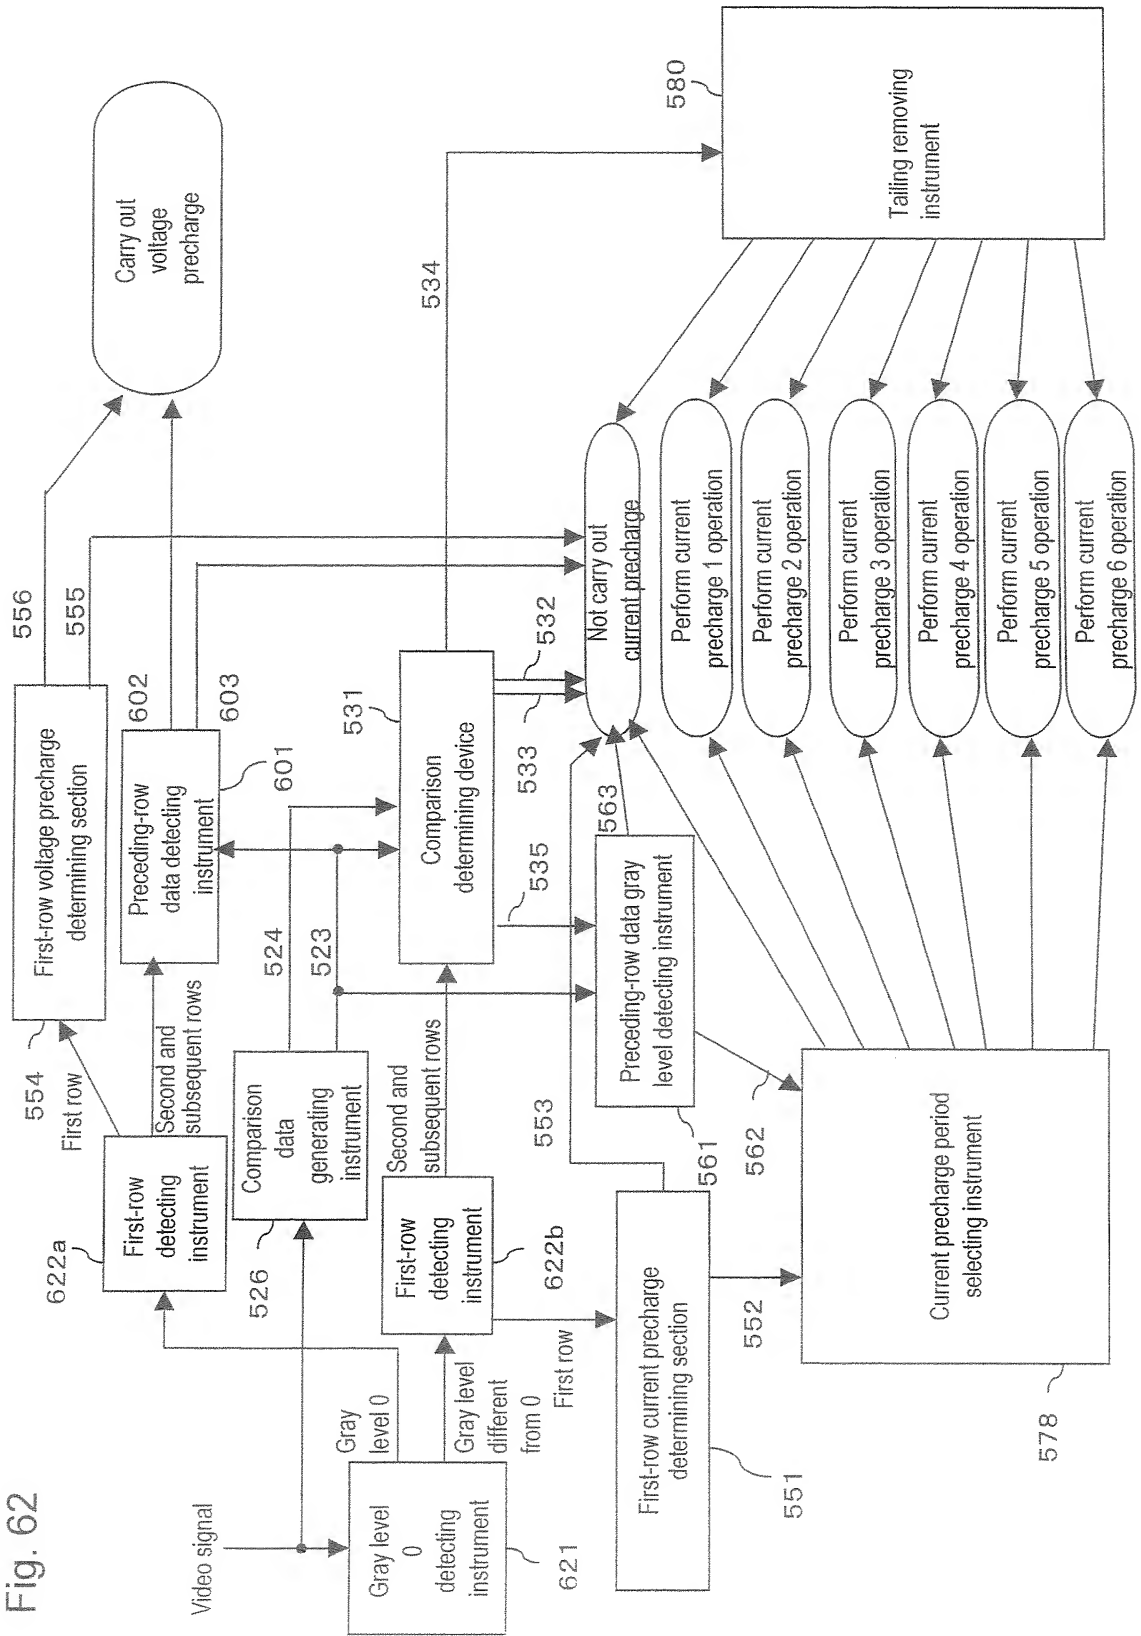 Fig. 62
Video signal
Gray level
0
detecting
instrument
621
Gray
level 0
Gray level
different
from 0
First row
622a
First-row
detecting
instrument
526
Comparison
data
generating
instrument
First-row
detecting
instrument
622b
First row
Second and
subsequent rows
Second and
subsequent rows
554
First-row voltage precharge
determining section
556
555
Preceding-row
data detecting
instrument
602
603
601
524
523
531
Comparison
determining device
534
532
533
535
Carry out
voltage
precharge
First-row current precharge
determining section
551
552
553
Preceding-row data gray
level detecting instrument
561
562
563
Current precharge period
selecting instrument
578
Not carry out
current precharge
Perform current
precharge 1 operation
Perform current
precharge 2 operation
Perform current
precharge 3 operation
Perform current
precharge 4 operation
Perform current
precharge 5 operation
Perform current
precharge 6 operation
580
Tailing removing
instrument